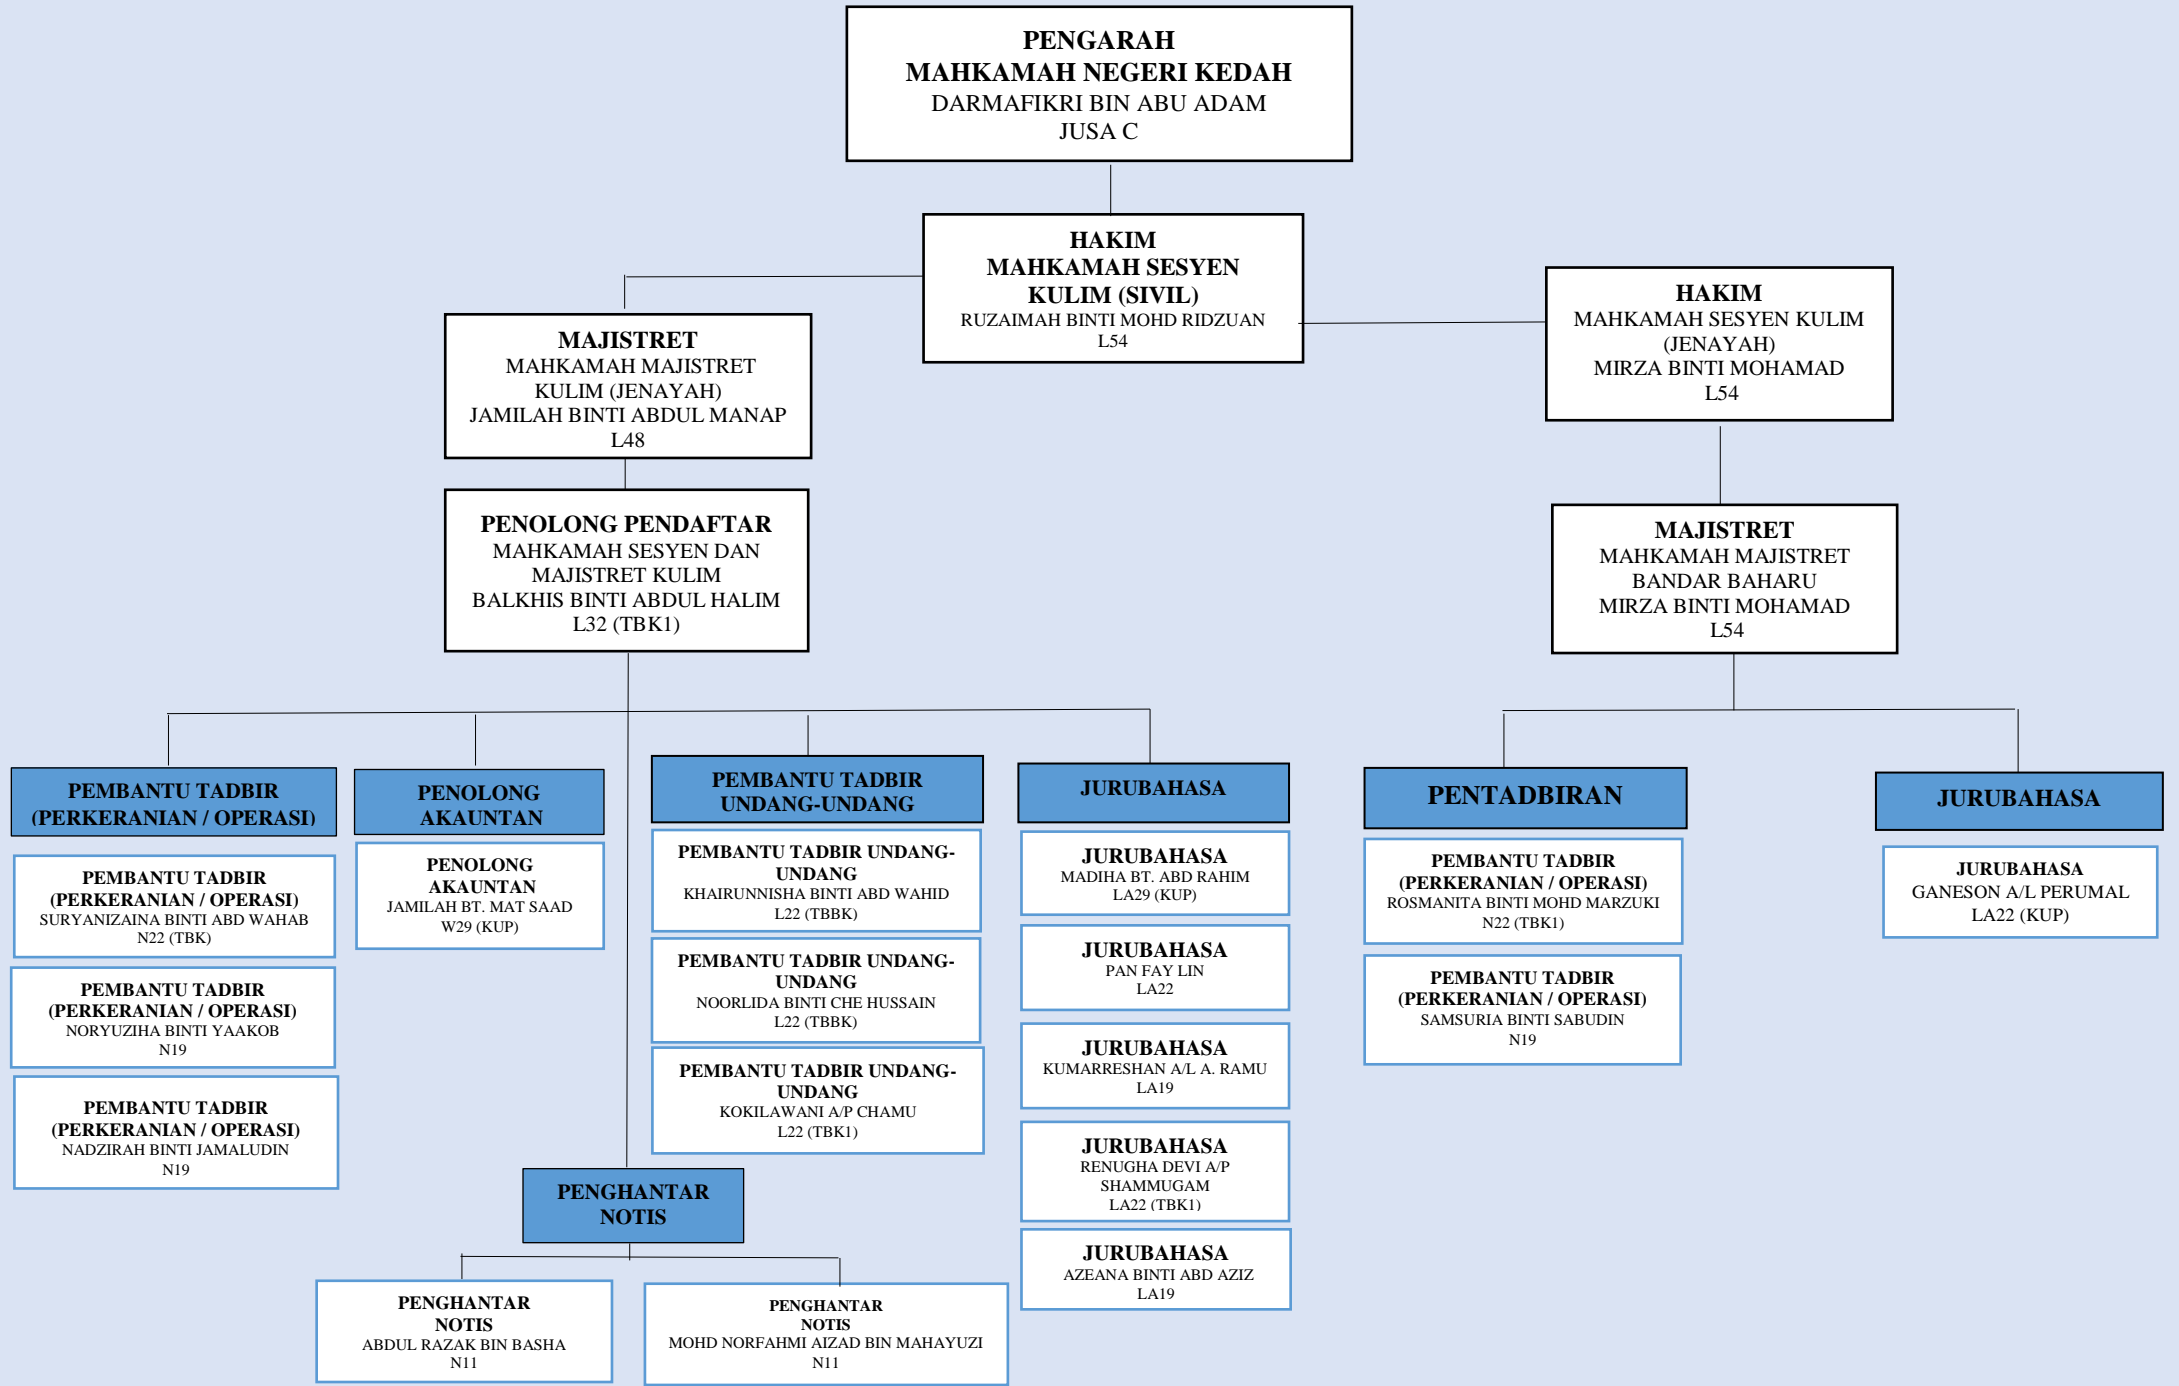 PENGARAH
MAHKAMAH NEGERI KEDAH
DARMAFIKRI BIN ABU ADAM
JUSA C
HAKIM
MAHKAMAH SESYEN
KULIM (SIVIL)
RUZAIMAH BINTI MOHD RIDZUAN
L54
HAKIM
MAHKAMAH SESYEN KULIM
(JENAYAH)
MIRZA BINTI MOHAMAD
L54
MAJISTRET
MAHKAMAH MAJISTRET
KULIM (JENAYAH)
JAMILAH BINTI ABDUL MANAP
L48
PENOLONG PENDAFTAR
MAHKAMAH SESYEN DAN
MAJISTRET KULIM
BALKHIS BINTI ABDUL HALIM
L32 (TBK1)
MAJISTRET
MAHKAMAH MAJISTRET
BANDAR BAHARU
MIRZA BINTI MOHAMAD
L54
PEMBANTU TADBIR
(PERKERANIAN / OPERASI)
PEMBANTU TADBIR
(PERKERANIAN / OPERASI)
SURYANIZAINA BINTI ABD WAHAB
N22 (TBK)
PEMBANTU TADBIR
(PERKERANIAN / OPERASI)
NORYUZIHA BINTI YAAKOB
N19
PEMBANTU TADBIR
(PERKERANIAN / OPERASI)
NADZIRAH BINTI JAMALUDIN
N19
PENOLONG
AKAUNTAN
PENOLONG
AKAUNTAN
JAMILAH BT. MAT SAAD
W29 (KUP)
PEMBANTU TADBIR
UNDANG-UNDANG
PEMBANTU TADBIR UNDANG-
UNDANG
KHAIRUNNISHA BINTI ABD WAHID
L22 (TBBK)
PEMBANTU TADBIR UNDANG-
UNDANG
NOORLIDA BINTI CHE HUSSAIN
L22 (TBBK)
PEMBANTU TADBIR UNDANG-
UNDANG
KOKILAWANI A/P CHAMU
L22 (TBK1)
JURUBAHASA
JURUBAHASA
MADIHA BT. ABD RAHIM
LA29 (KUP)
JURUBAHASA
PAN FAY LIN
LA22
JURUBAHASA
KUMARRESHAN A/L A. RAMU
LA19
JURUBAHASA
RENUGHA DEVI A/P
SHAMMUGAM
LA22 (TBK1)
JURUBAHASA
AZEANA BINTI ABD AZIZ
LA19
PENGHANTAR
NOTIS
PENGHANTAR
NOTIS
ABDUL RAZAK BIN BASHA
N11
PENGHANTAR
NOTIS
MOHD NORFAHMI AIZAD BIN MAHAYUZI
N11
PENTADBIRAN
PEMBANTU TADBIR
(PERKERANIAN / OPERASI)
ROSMANITA BINTI MOHD MARZUKI
N22 (TBK1)
PEMBANTU TADBIR
(PERKERANIAN / OPERASI)
SAMSURIA BINTI SABUDIN
N19
JURUBAHASA
JURUBAHASA
GANESON A/L PERUMAL
LA22 (KUP)